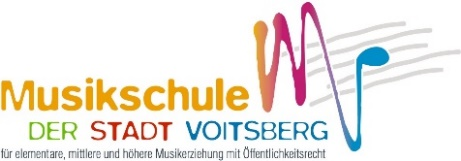 Musikschule
DER STADT VOITSBERG
für elementare, mittlere und höhere Musikerziehung mit Öffentlichkeitsrecht